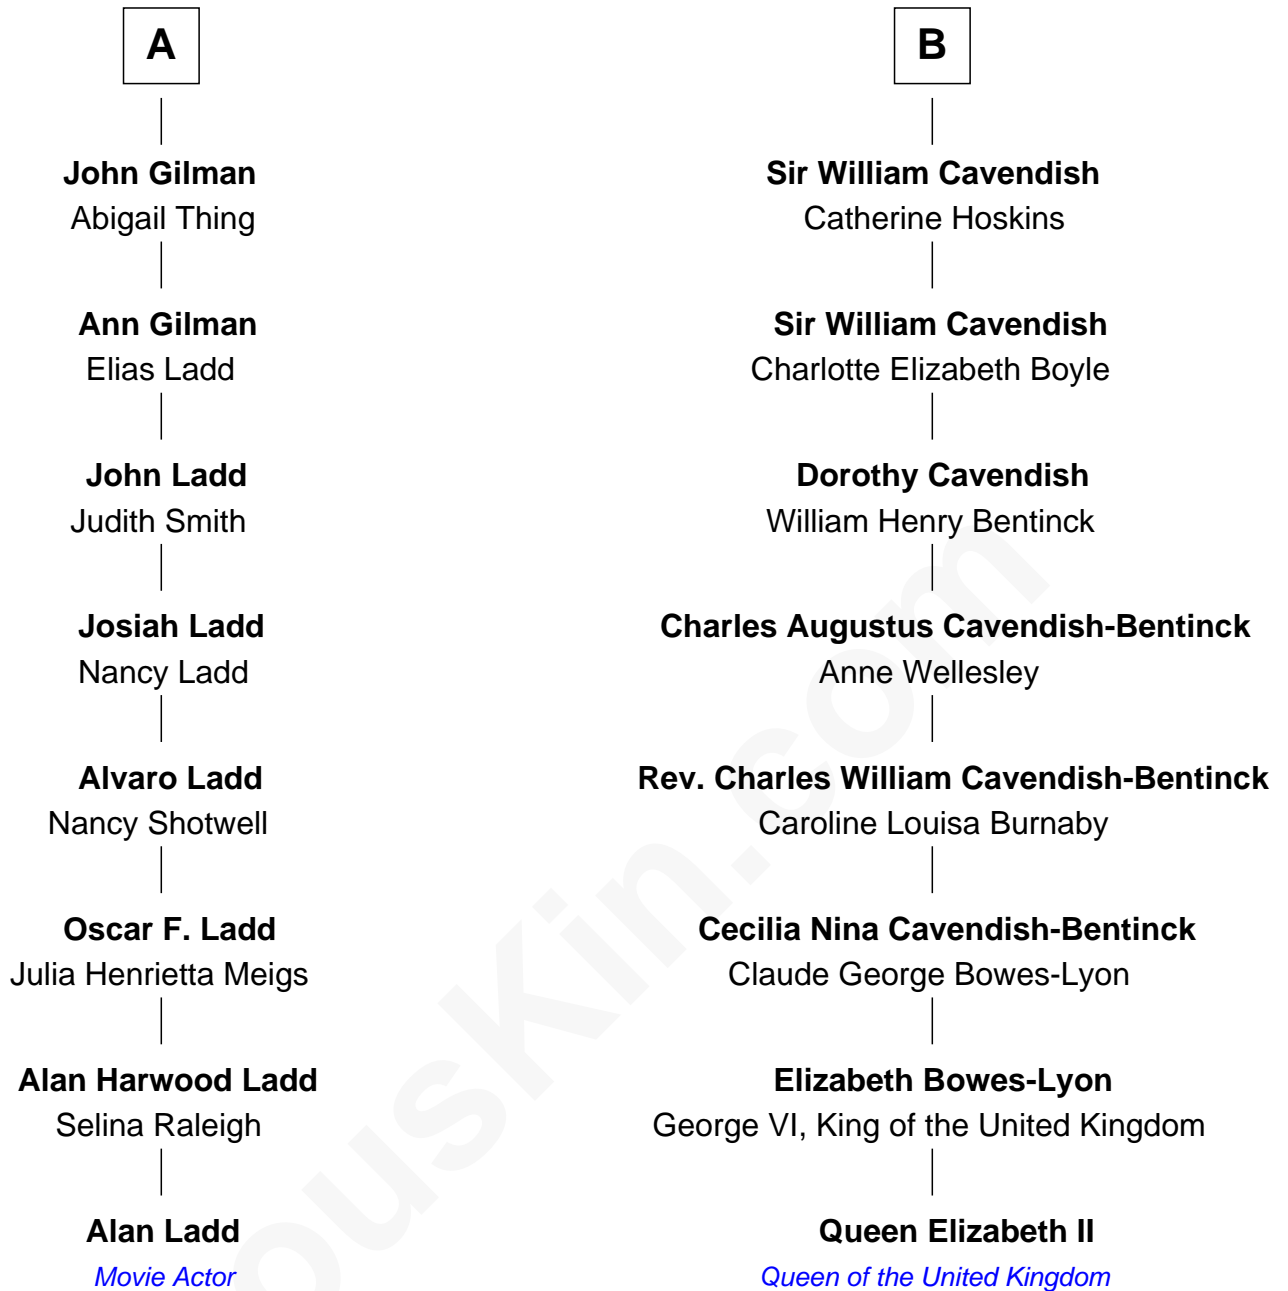 A
John Gilman
Abigail Thing
Ann Gilman
Elias Ladd
John Ladd
Judith Smith
Josiah Ladd
Nancy Ladd
Alvaro Ladd
Nancy Shotwell
Oscar F. Ladd
Julia Henrietta Meigs
Alan Harwood Ladd
Selina Raleigh
Alan Ladd
Movie Actor
B
Sir William Cavendish
Catherine Hoskins
Sir William Cavendish
Charlotte Elizabeth Boyle
Dorothy Cavendish
William Henry Bentinck
Charles Augustus Cavendish-Bentinck
Anne Wellesley
Rev. Charles William Cavendish-Bentinck
Caroline Louisa Burnaby
Cecilia Nina Cavendish-Bentinck
Claude George Bowes-Lyon
Elizabeth Bowes-Lyon
George VI, King of the United Kingdom
Queen Elizabeth II
Queen of the United Kingdom
ousKin.com